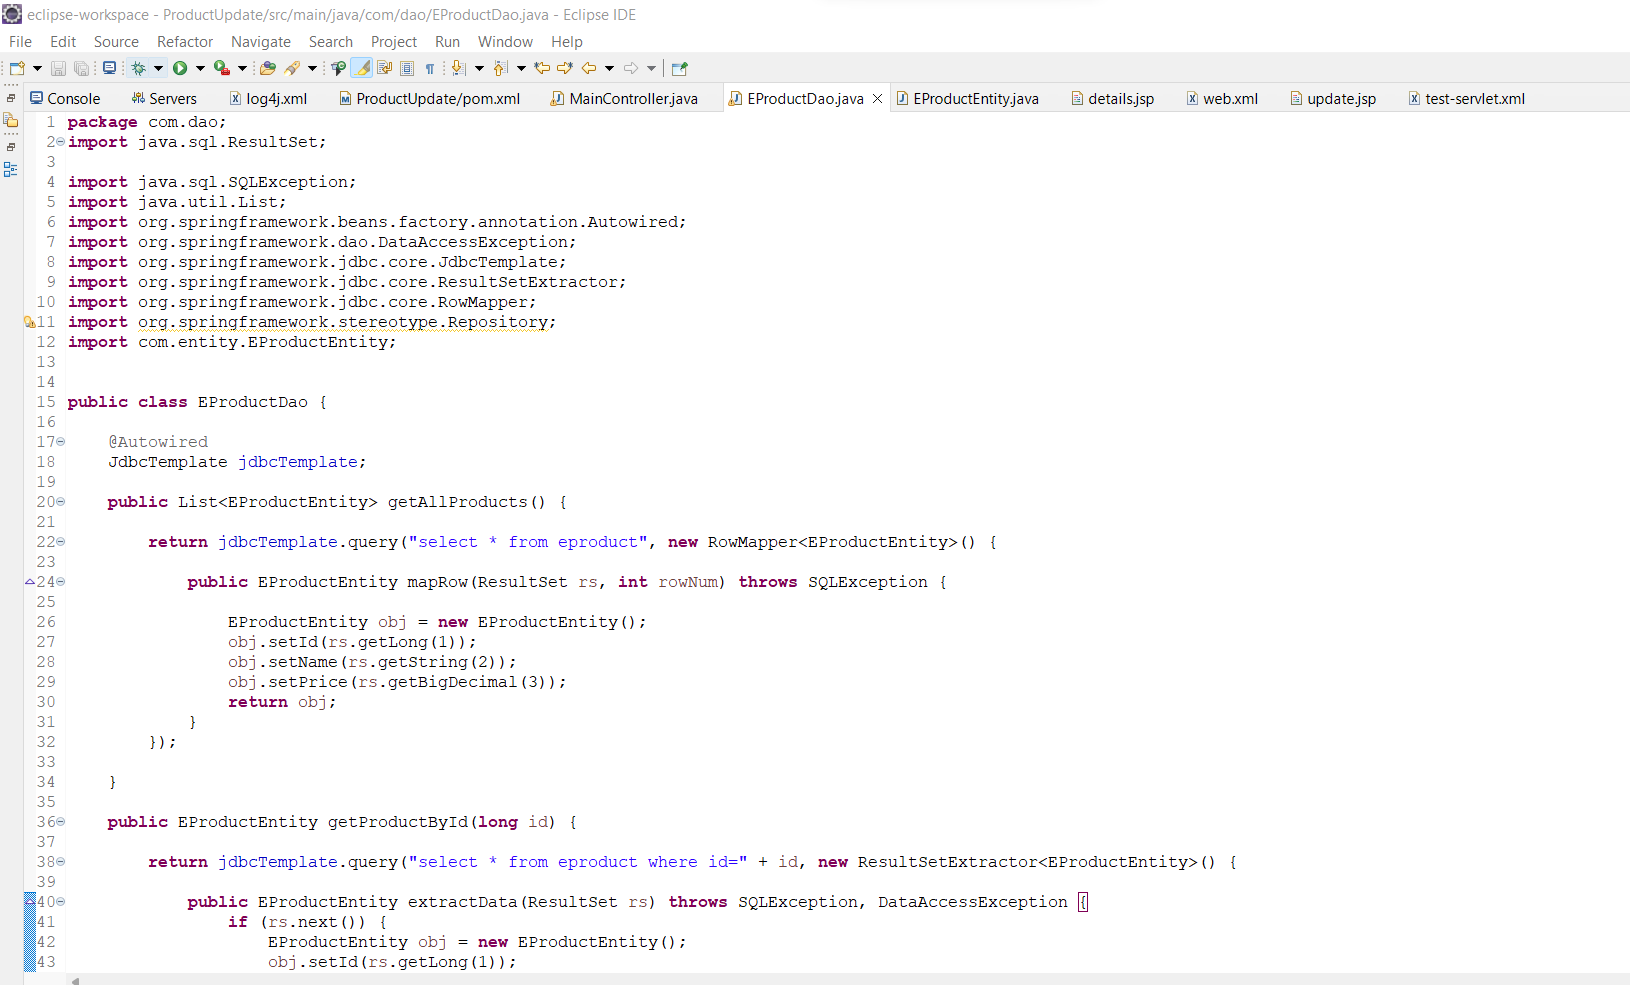 eclipse-workspace - ProductUpdate/src/main/java/com/dao/EProductDao.java - Eclipse IDE
File Edit Source Refactor Navigate Search Project Run Window Help
Console Servers log4j.xml ProductUpdate/pom.xml MainController.java EProductDao.java EProductEntity.java details.jsp web.xml update.jsp test-servlet.xml
1 package com.dao;
2 import java.sql.ResultSet;
3
4 import java.sql.SQLException;
5 import java.util.List;
6 import org.springframework.beans.factory.annotation.Autowired;
7 import org.springframework.dao.DataAccessException;
8 import org.springframework.jdbc.core.JdbcTemplate;
9 import org.springframework.jdbc.core.ResultSetExtractor;
10 import org.springframework.jdbc.core.RowMapper;
11 import org.springframework.stereotype.Repository;
12 import com.entity.EProductEntity;
13
14
15 public class EProductDao {
16
17 @Autowired
18 JdbcTemplate jdbcTemplate;
19
20 public List<EProductEntity> getAllProducts() {
21
22 return jdbcTemplate.query("select * from eproduct", new RowMapper<EProductEntity>() {
23
24 public EProductEntity mapRow(ResultSet rs, int rowNum) throws SQLException {
25
26 EProductEntity obj = new EProductEntity();
27 obj.setId(rs.getLong(1));
28 obj.setName(rs.getString(2));
29 obj.setPrice(rs.getBigDecimal(3));
30 return obj;
31 }
32 });
33
34 }
35
36 public EProductEntity getProductById(long id) {
37
38 return jdbcTemplate.query("select * from eproduct where id=" + id, new ResultSetExtractor<EProductEntity>() {
39
40 public EProductEntity extractData(ResultSet rs) throws SQLException, DataAccessException {
41 if (rs.next()) {
42 EProductEntity obj = new EProductEntity();
43 obj.setId(rs.getLong(1));